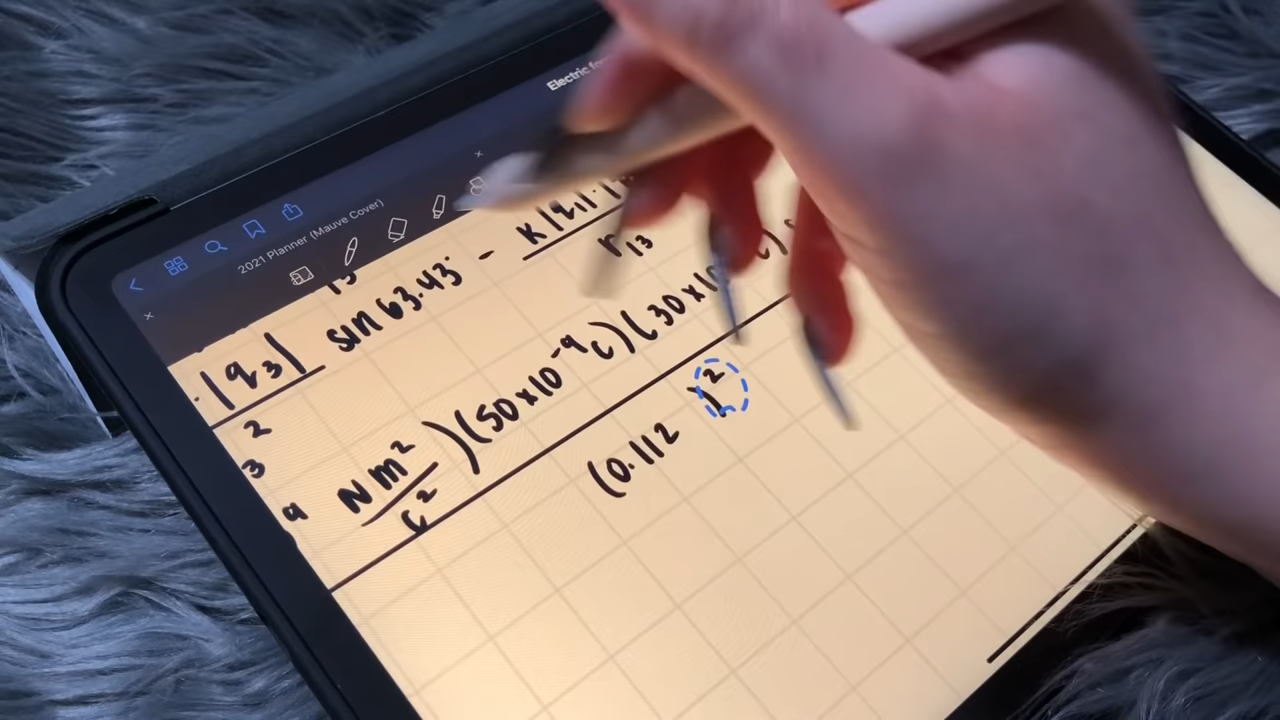 Electric
2021 Planner (Mauve Cover)
|q₃| sin 63.43° - K|q₁|·|
2 r₁₃
3
9 Nm²/C² )(50×10⁻⁹C)(30×10 C)
(0.112 )²